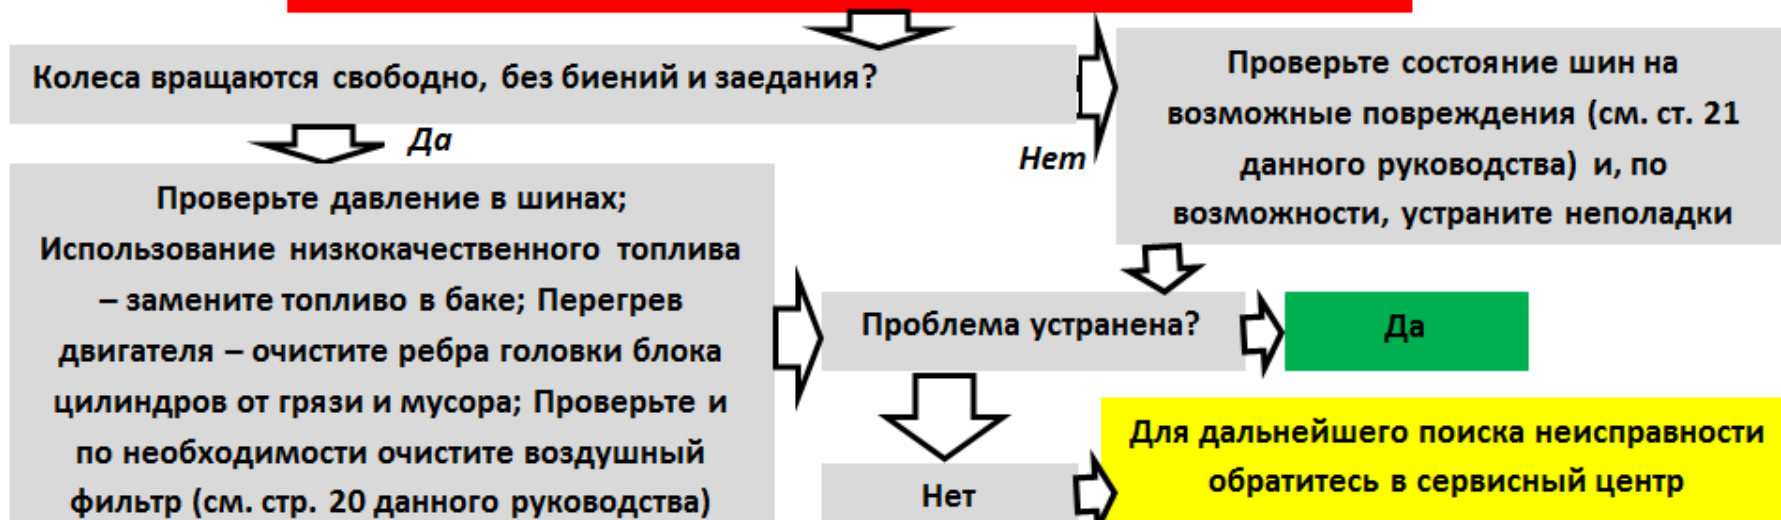 Колеса вращаются свободно, без биений и заедания?
Да
Нет
Проверьте состояние шин на
возможные повреждения (см. ст. 21
данного руководства) и, по
возможности, устраните неполадки
Проверьте давление в шинах;
Использование низкокачественного топлива
– замените топливо в баке; Перегрев
двигателя – очистите ребра головки блока
цилиндров от грязи и мусора; Проверьте и
по необходимости очистите воздушный
фильтр (см. стр. 20 данного руководства)
Проблема устранена?
Да
Нет
Для дальнейшего поиска неисправности
обратитесь в сервисный центр